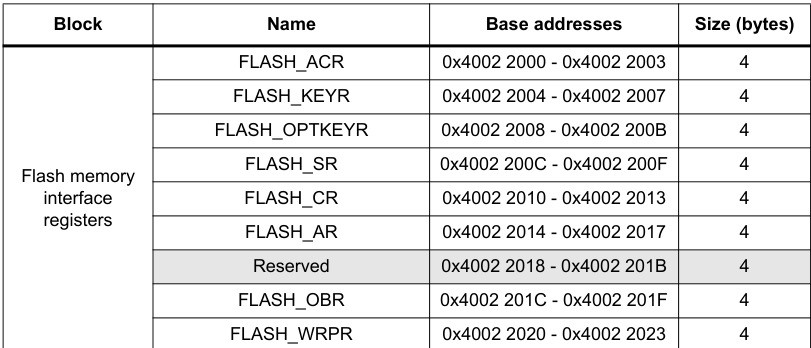 Block Name Base addresses Size (bytes)
FLASH_ACR 0x4002 2000 - 0x4002 2003 4
FLASH_KEYR 0x4002 2004 - 0x4002 2007 4
FLASH_OPTKEYR 0x4002 2008 - 0x4002 200B 4
FLASH_SR 0x4002 200C - 0x4002 200F 4
Flash memory
interface
registers
FLASH_CR 0x4002 2010 - 0x4002 2013 4
FLASH_AR 0x4002 2014 - 0x4002 2017 4
Reserved 0x4002 2018 - 0x4002 201B 4
FLASH_OBR 0x4002 201C - 0x4002 201F 4
FLASH_WRPR 0x4002 2020 - 0x4002 2023 4